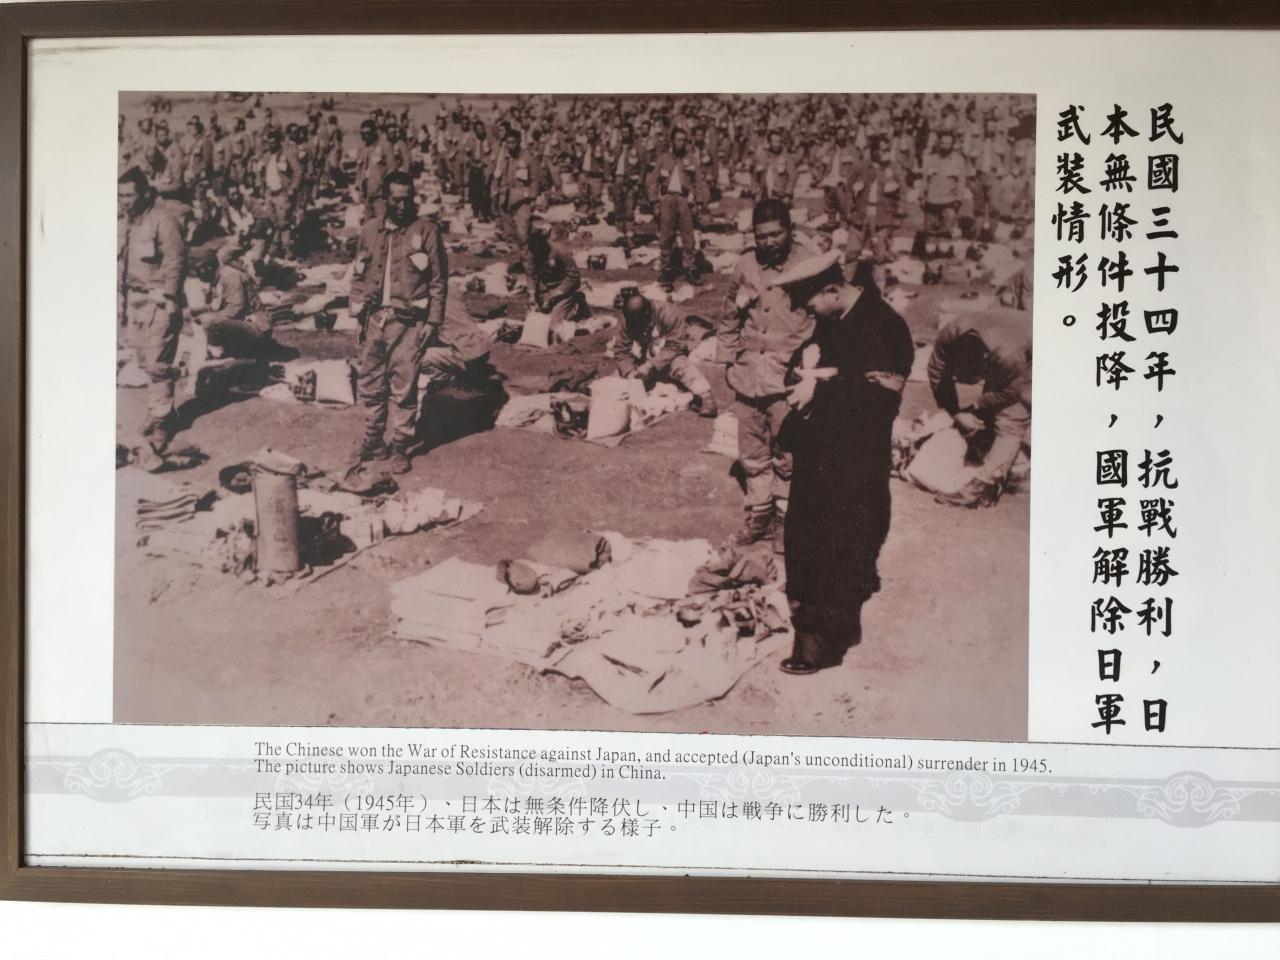 民國三十四年，抗戰勝利，日
本無條件投降，國軍解除日軍
武裝情形。
The Chinese won the War of Resistance against Japan, and accepted (Japan's unconditional) surrender in 1945.
The picture shows Japanese Soldiers (disarmed) in China.
民国34年（1945年）、日本は無条件降伏し、中国は戦争に勝利した。
写真は中国軍が日本軍を武装解除する様子。